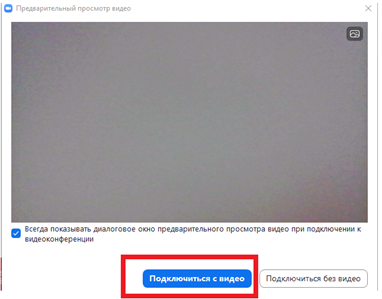 Предварительный просмотр видео
Всегда показывать диалоговое окно предварительного просмотра видео при подключении к
видеоконференции
Подключиться с видео
Подключиться без видео